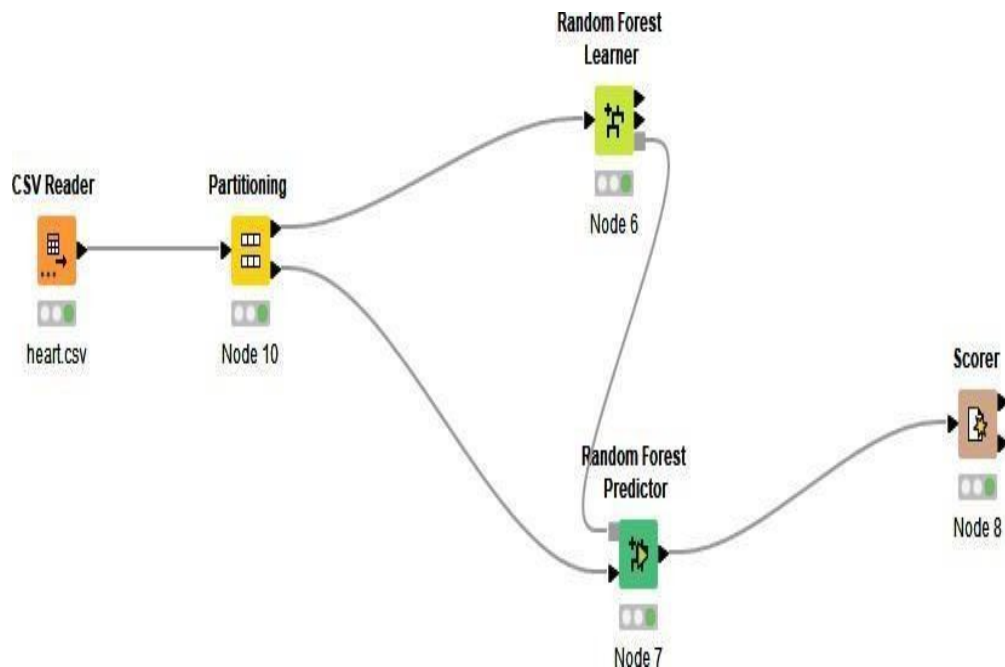 Random Forest
Learner
Node 6
CSV Reader
heart.csv
Partitioning
Node 10
Random Forest
Predictor
Node 7
Scorer
Node 8